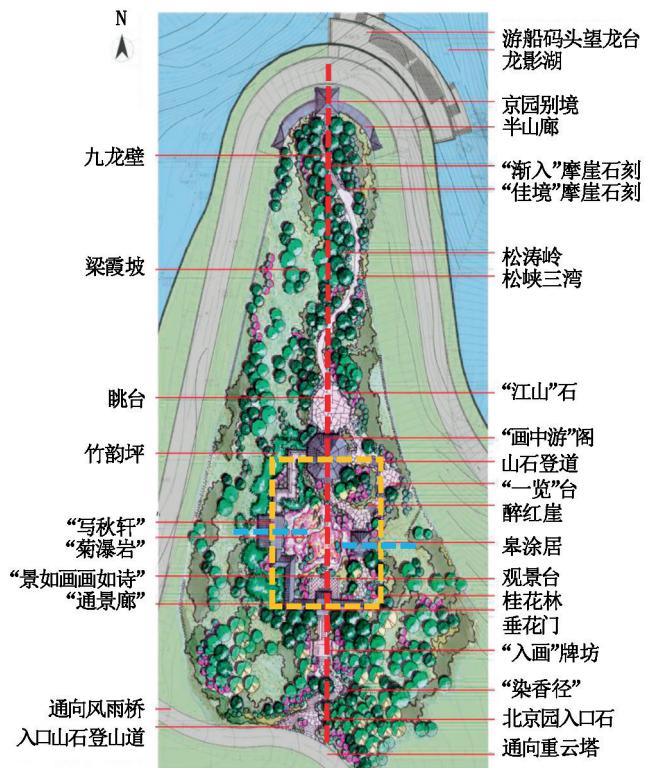 N
游船码头望龙台
龙影湖
京园别境
半山廊
九龙壁
“渐入”摩崖石刻
“佳境”摩崖石刻
松涛岭
梁霞坡
松峡三湾
眺台
“江山”石
“画中游”阁
竹韵坪
山石登道
“一览”台
醉红崖
“写秋轩”
“菊瀑岩”
皋涂居
“景如画画如诗”
观景台
“通景廊”
桂花林
垂花门
“入画”牌坊
“染香径”
通向风雨桥
北京园入口石
入口山石登山道
通向重云塔